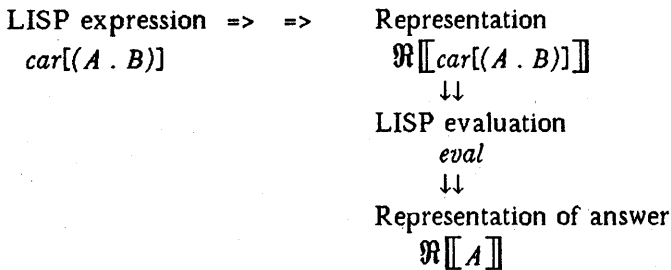 LISP expression => => Representation
car[(A . B)] ℜ⟦car[(A . B)]⟧
↓↓
LISP evaluation
eval
↓↓
Representation of answer
ℜ⟦A⟧